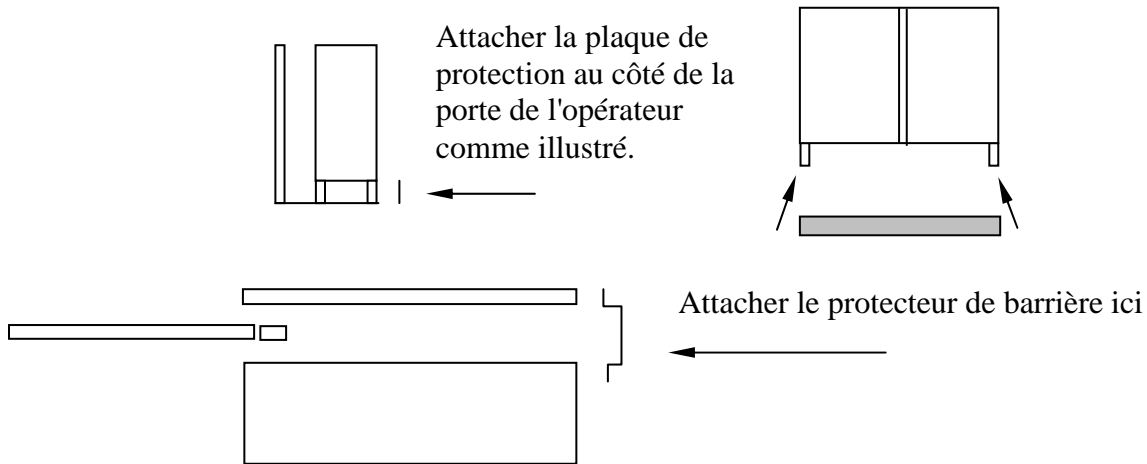 Attacher la plaque de
protection au côté de la
porte de l'opérateur
comme illustré.
Attacher le protecteur de barrière ici